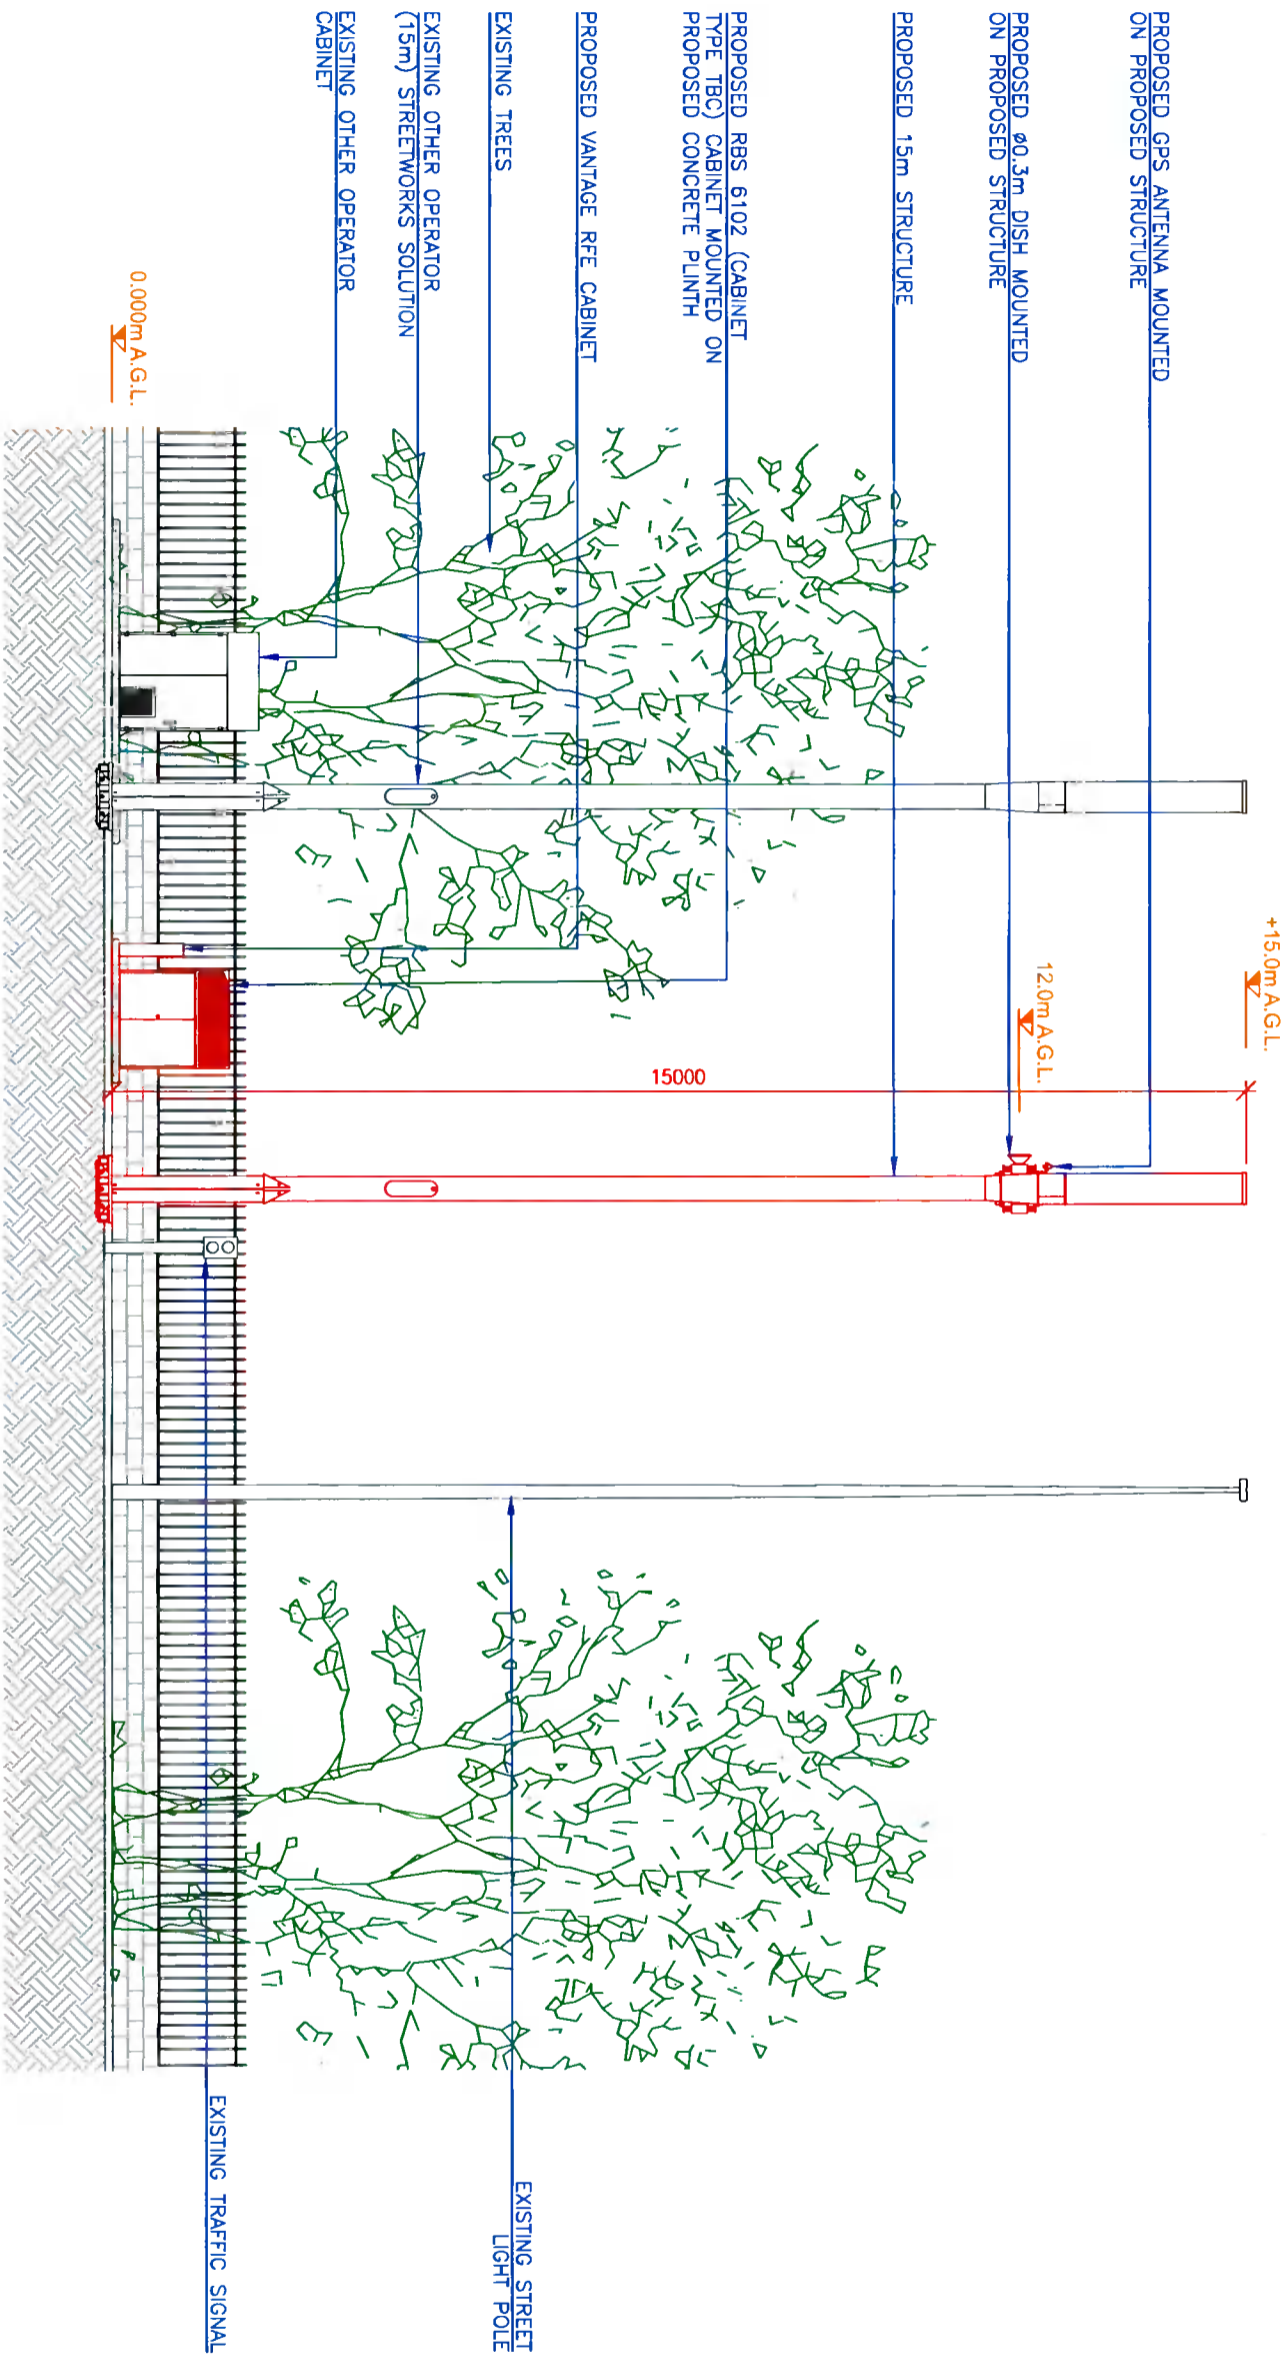 PROPOSED GPS ANTENNA MOUNTED
ON PROPOSED STRUCTURE
PROPOSED ø0.3m DISH MOUNTED
ON PROPOSED STRUCTURE
PROPOSED 15m STRUCTURE
PROPOSED RBS 6102 (CABINET
TYPE TBC) CABINET MOUNTED ON
PROPOSED CONCRETE PLINTH
PROPOSED VANTAGE RFE CABINET
EXISTING TREES
EXISTING OTHER OPERATOR
(15m) STREETWORKS SOLUTION
EXISTING OTHER OPERATOR
CABINET
0.000m A.G.L.
+15.0m A.G.L.
12.0m A.G.L.
15000
EXISTING STREET
LIGHT POLE
EXISTING TRAFFIC SIGNAL